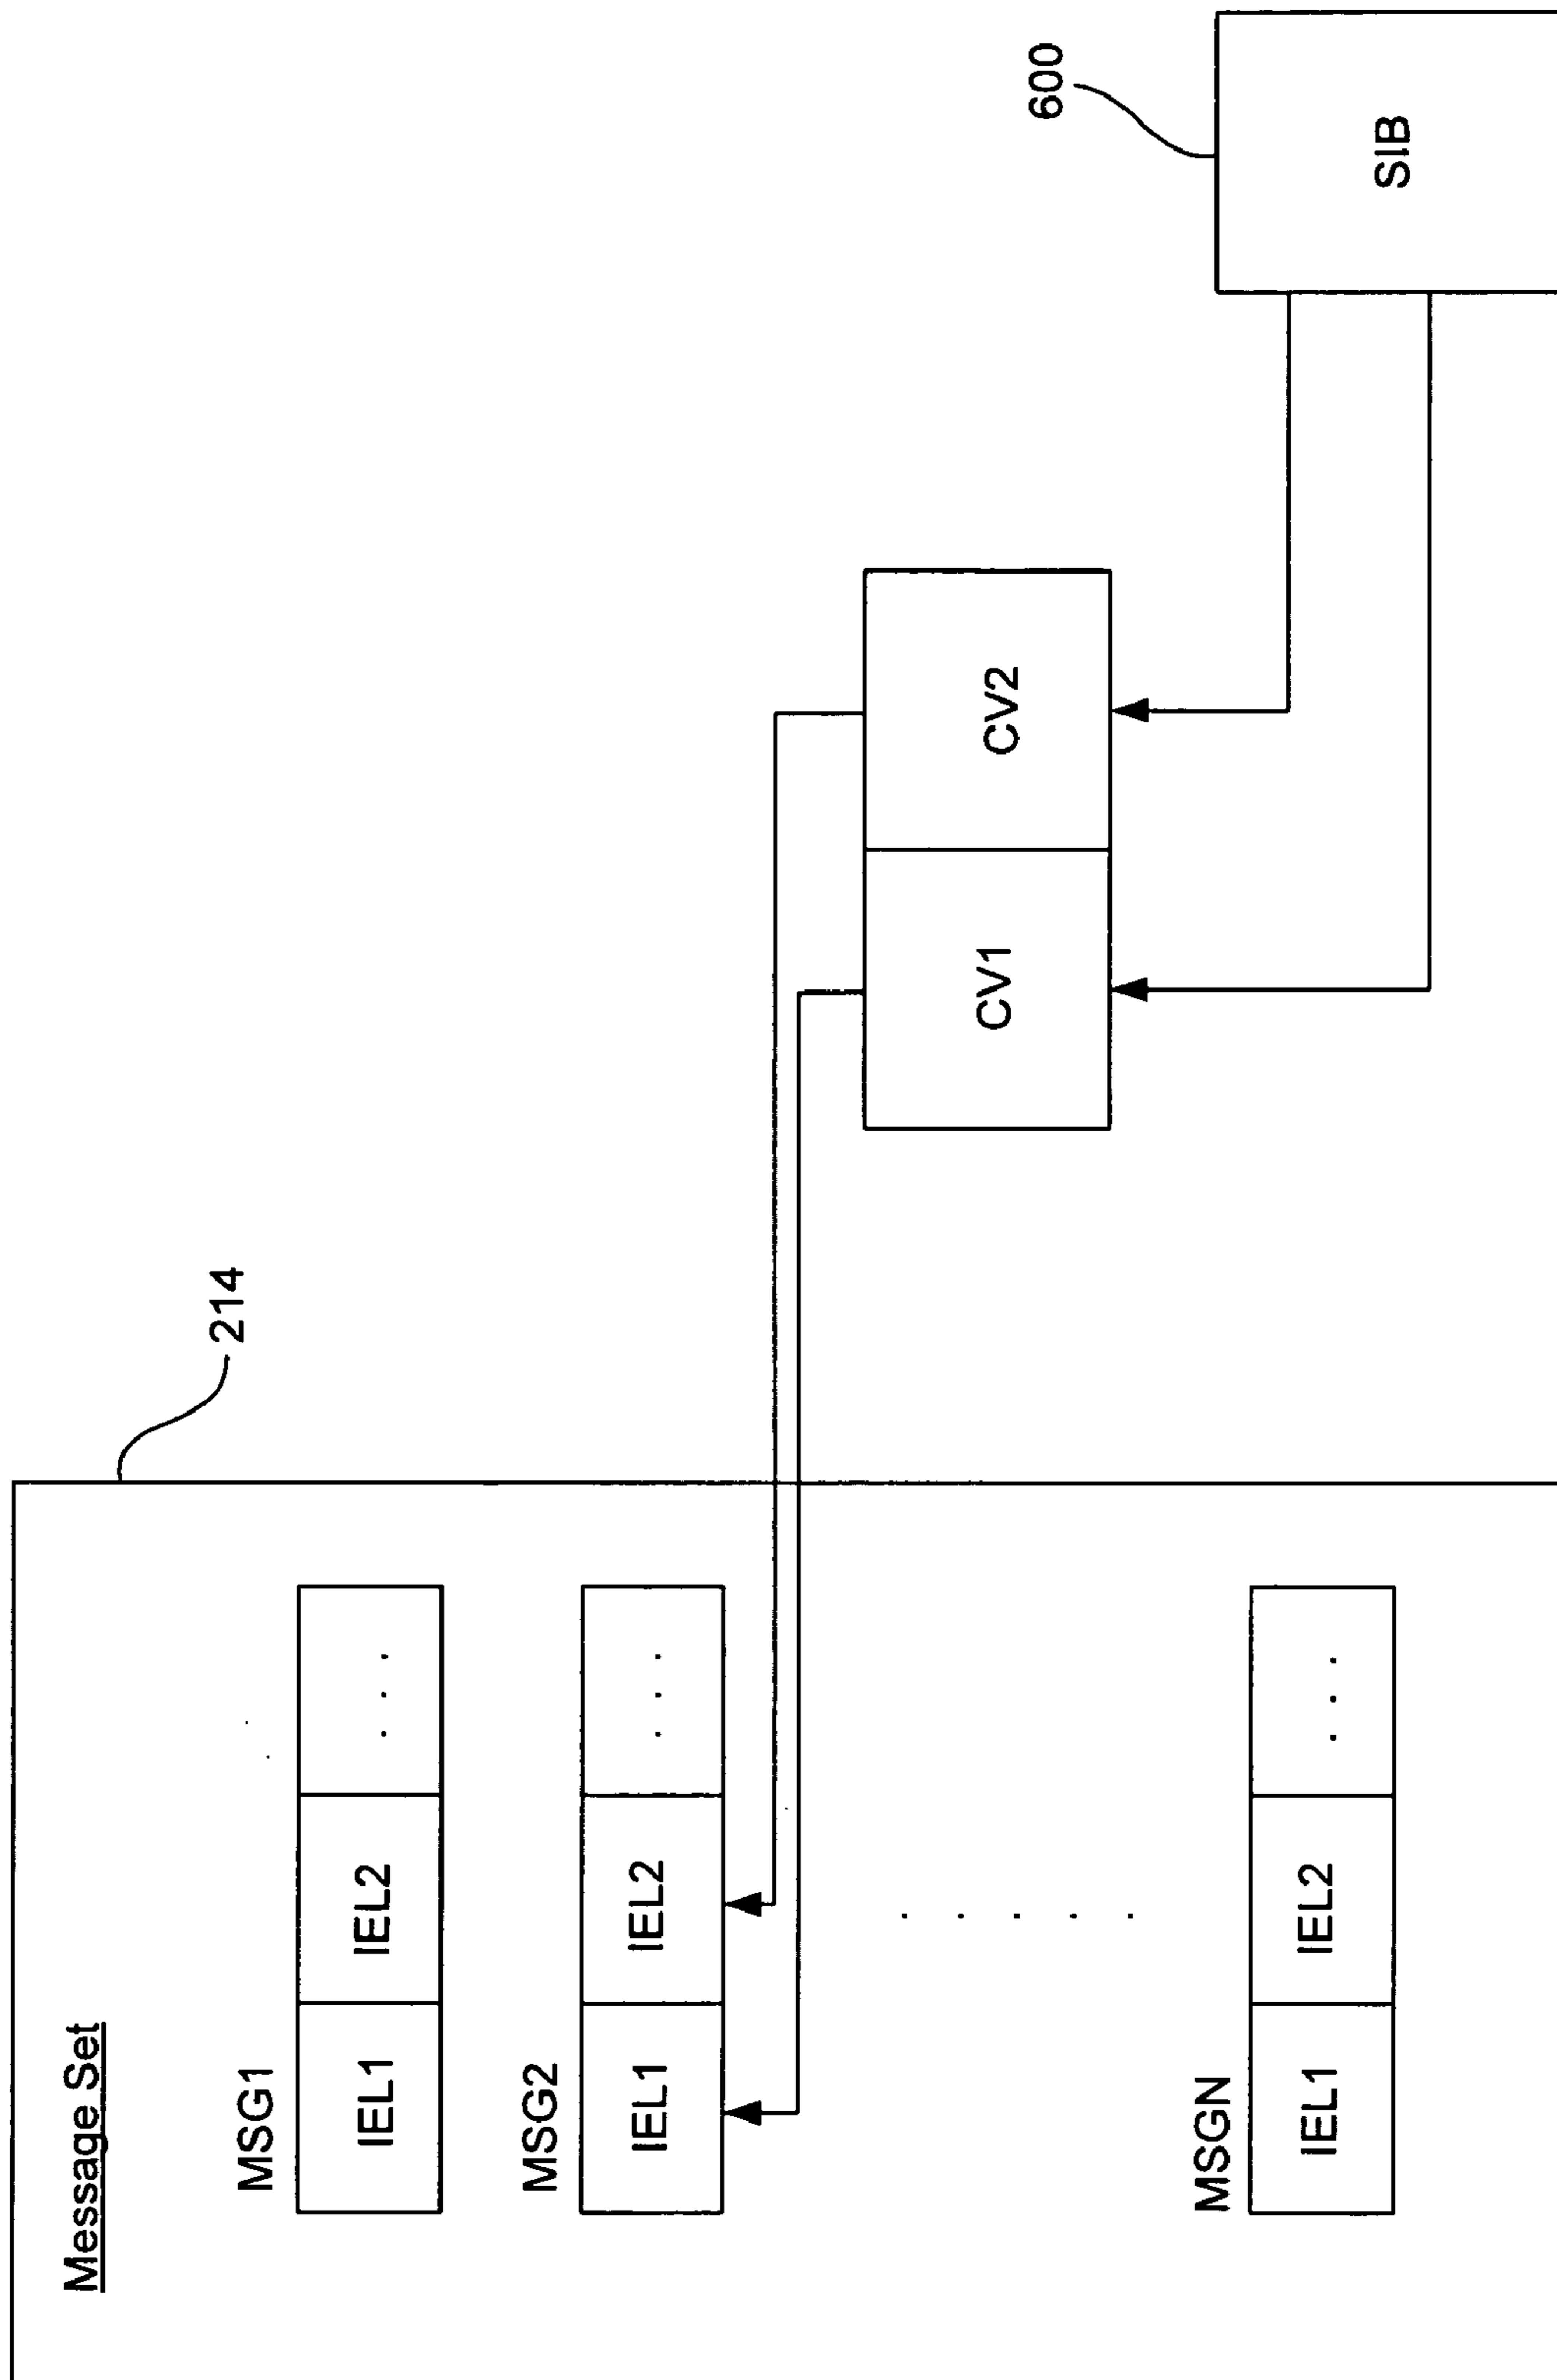 Message Set
214
MSG1
IEL1 IEL2 . . .
MSG2
IEL1 IEL2 . . .
. . . . .
MSGN
IEL1 IEL2 . . .
CV1 CV2
600
SIB